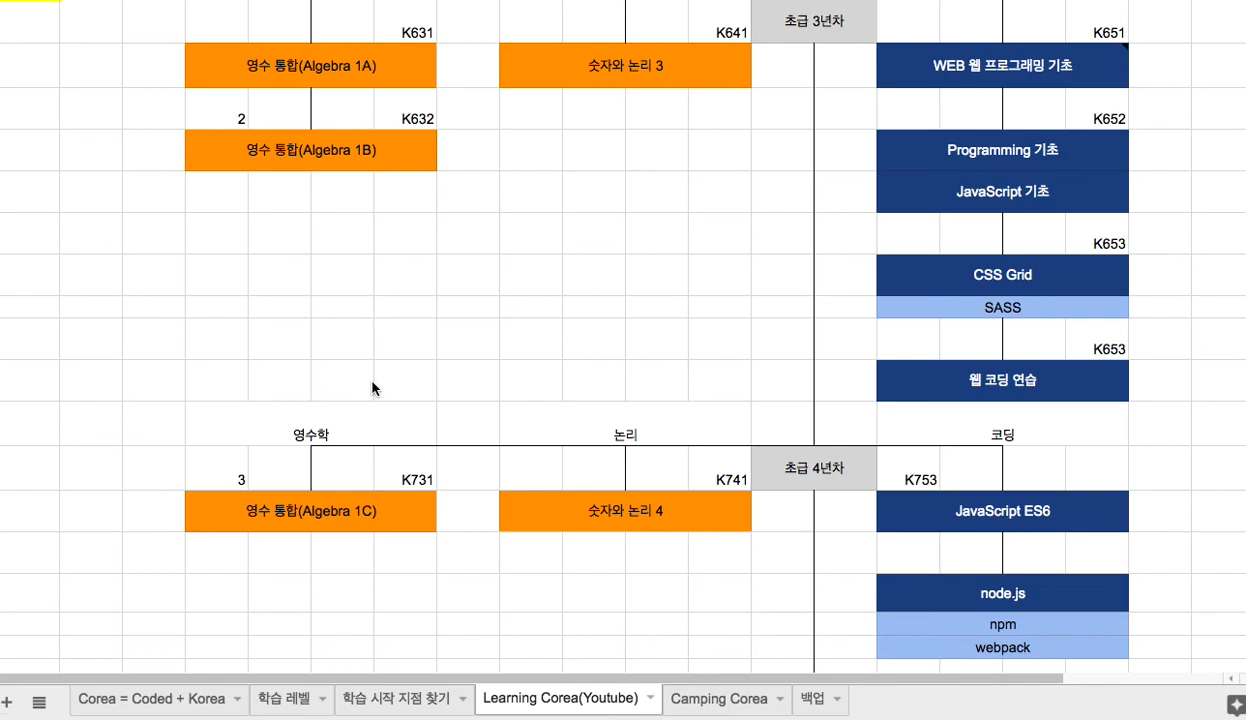 초급 3년차
K631
K641
K651
영수 통합(Algebra 1A)
숫자와 논리 3
WEB 웹 프로그래밍 기초
2
K632
K652
영수 통합(Algebra 1B)
Programming 기초
JavaScript 기초
K653
CSS Grid
SASS
K653
웹 코딩 연습
영수학
논리
코딩
초급 4년차
3
K731
K741
K753
영수 통합(Algebra 1C)
숫자와 논리 4
JavaScript ES6
node.js
npm
webpack
Corea = Coded + Korea
학습 레벨
학습 시작 지점 찾기
Learning Corea(Youtube)
Camping Corea
백업